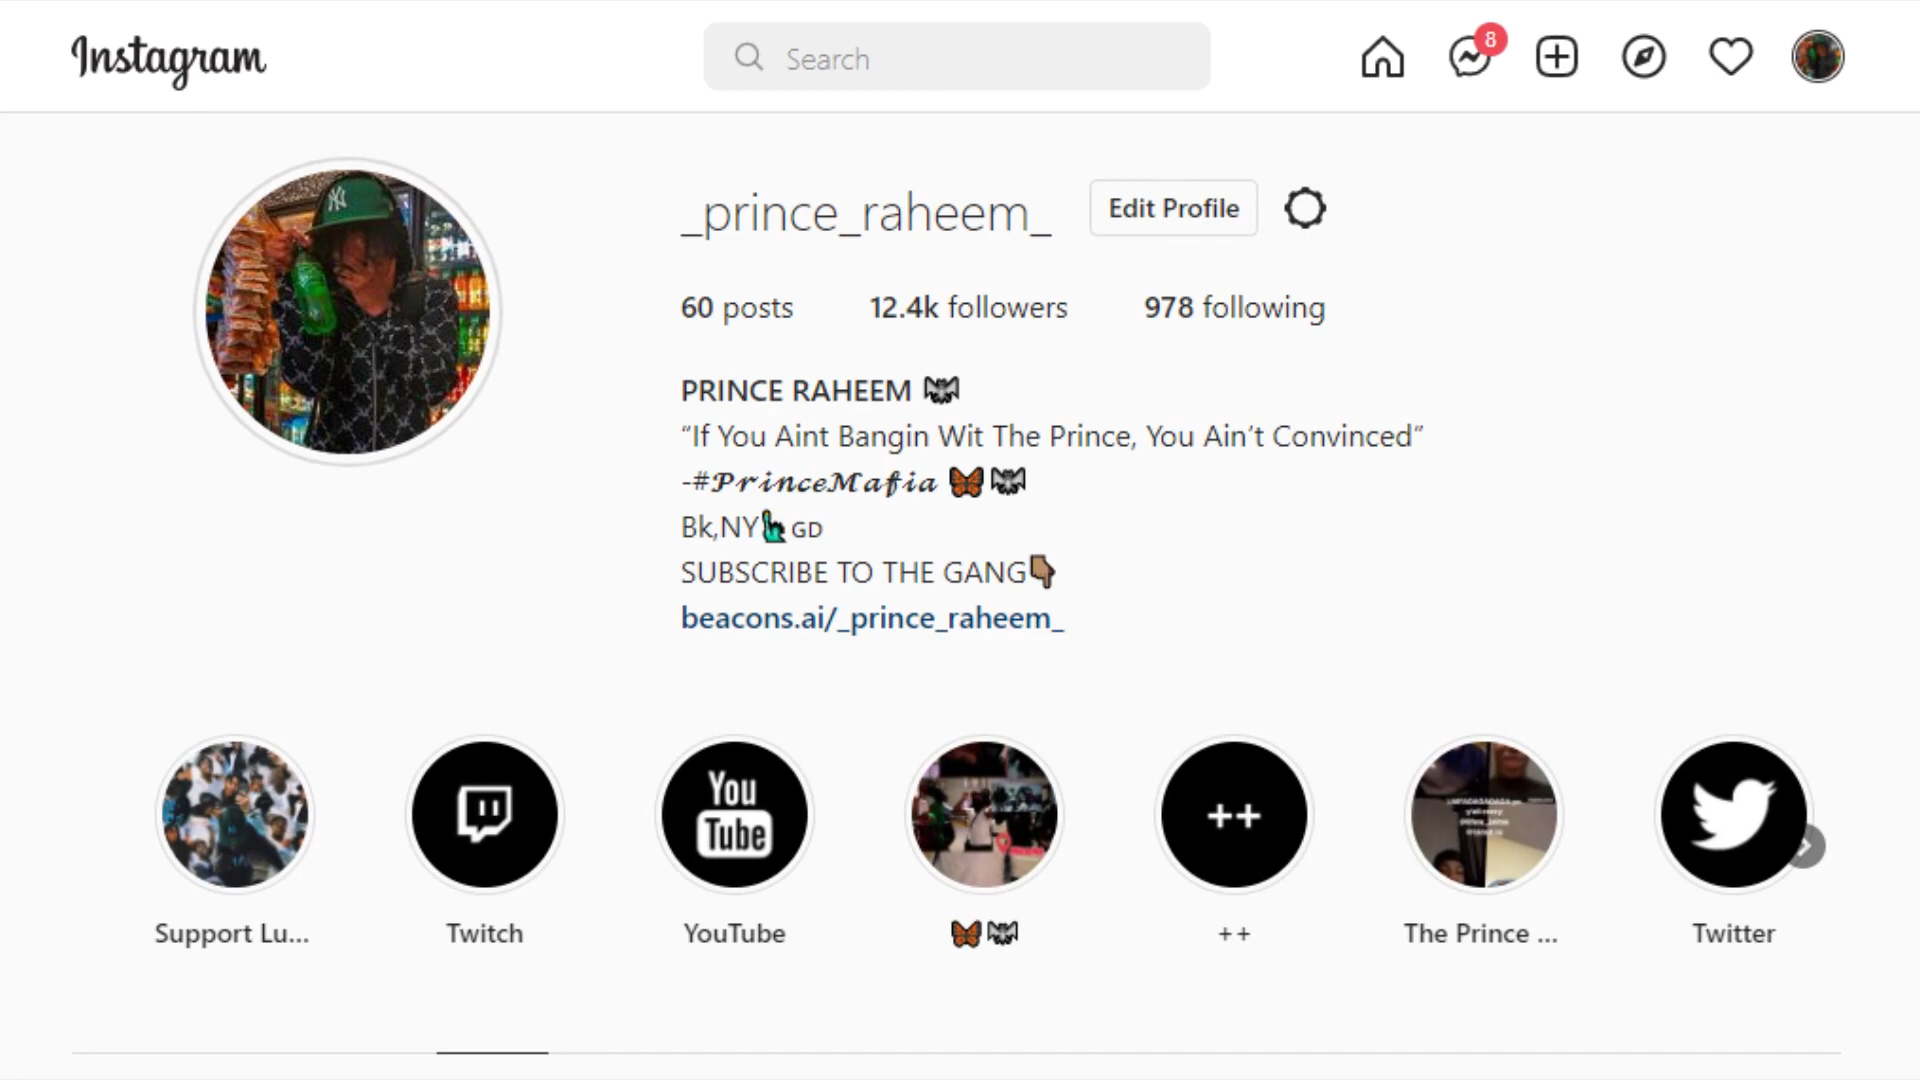 Instagram
Search
8
_prince_raheem_
Edit Profile
60 posts 12.4k followers 978 following
PRINCE RAHEEM 🦇
“If You Aint Bangin Wit The Prince, You Ain’t Convinced”
-#𝓟𝓻𝓲𝓷𝓬𝓮𝓜𝓪𝓯𝓲𝓪 🦋🦇
Bk,NY🗽GD
SUBSCRIBE TO THE GANG👇🏽
beacons.ai/_prince_raheem_
You
Tube
++
Support Lu...
Twitch
YouTube
🦋🦇
++
The Prince ...
Twitter